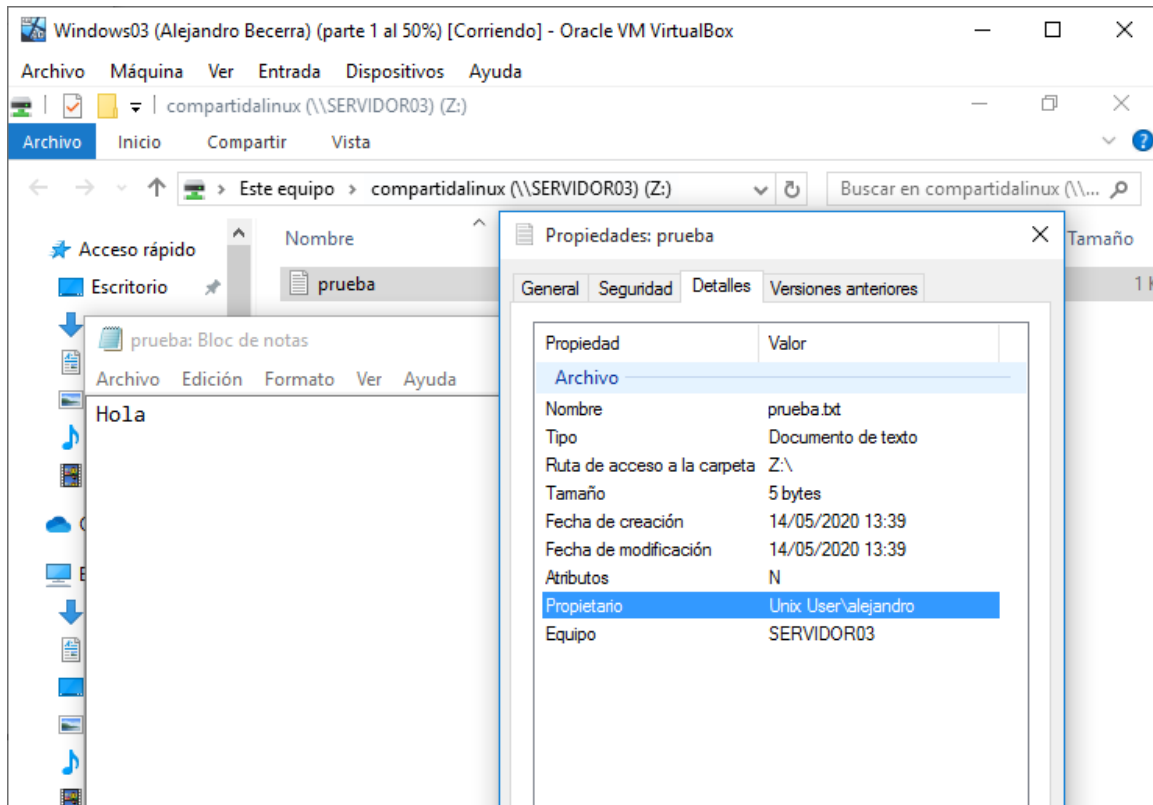 Windows03 (Alejandro Becerra) (parte 1 al 50%) [Corriendo] - Oracle VM VirtualBox
Archivo Máquina Ver Entrada Dispositivos Ayuda
compartidalinux (\\SERVIDOR03) (Z:)
Archivo Inicio Compartir Vista
Este equipo > compartidalinux (\\SERVIDOR03) (Z:)
Buscar en compartidalinux (\\...
Acceso rápido
Escritorio
Nombre
Tamaño
prueba
1
prueba: Bloc de notas
Archivo Edición Formato Ver Ayuda
Hola
Propiedades: prueba
General Seguridad Detalles Versiones anteriores
Propiedad Valor
Archivo
Nombre prueba.txt
Tipo Documento de texto
Ruta de acceso a la carpeta Z:\
Tamaño 5 bytes
Fecha de creación 14/05/2020 13:39
Fecha de modificación 14/05/2020 13:39
Atributos N
Propietario Unix User\alejandro
Equipo SERVIDOR03